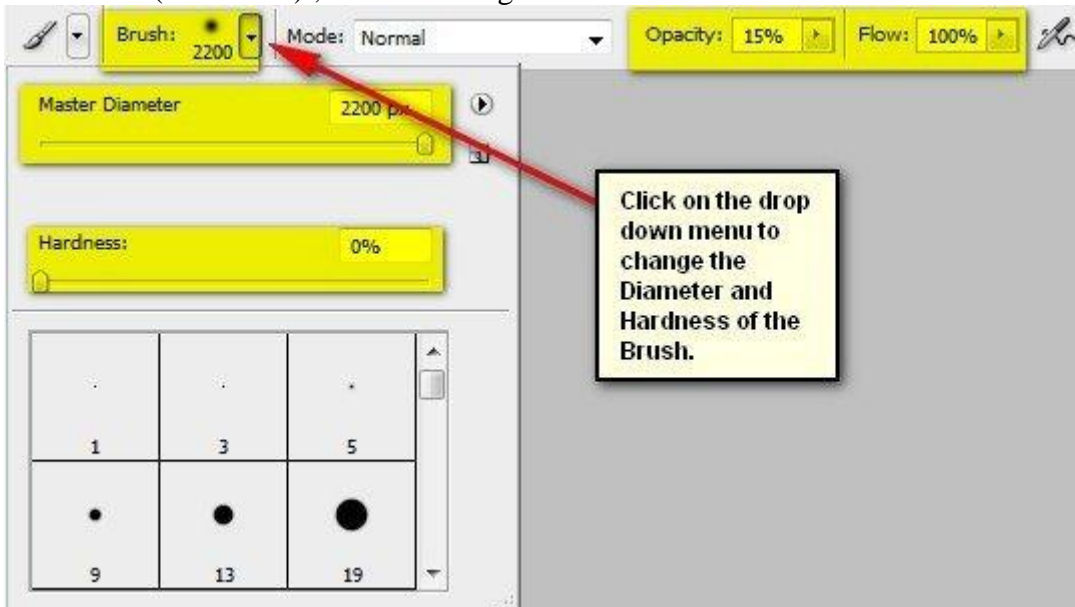 Brush: 2200 Mode: Normal Opacity: 15% Flow: 100%
Master Diameter 2200 px
Hardness: 0%
Click on the drop
down menu to
change the
Diameter and
Hardness of the
Brush.
1 3 5
9 13 19